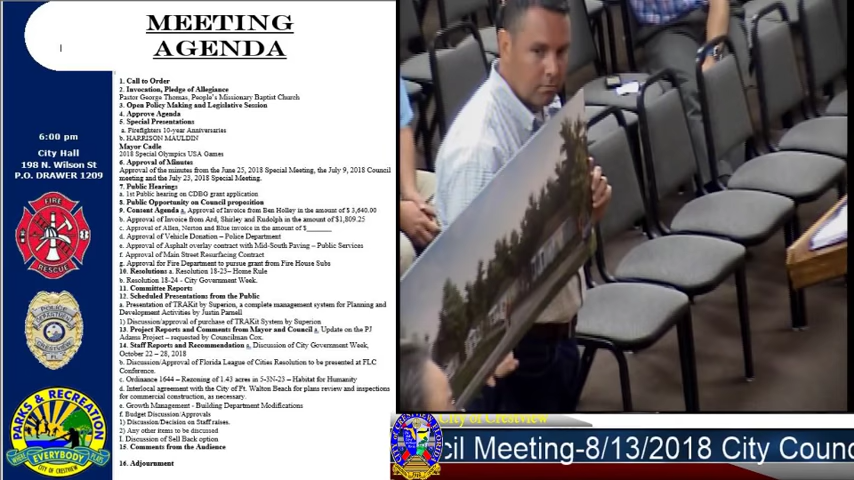 MEETING
AGENDA
6:00 pm
City Hall
198 N. Wilson St
P.O. DRAWER 1209
FIRE
RESCUE
PARKS & RECREATION
EVERYBODY
CITY OF CRESTVIEW
1. Call to Order
2. Invocation, Pledge of Allegiance
Pastor George Thomas, People's Missionary Baptist Church
3. Open Policy Making and Legislative Session
4. Approve Agenda
5. Special Presentations
a. Firefighters 10-year Anniversaries
b. HARRISON MAULDIN
Mayor Cadle
2018 Special Olympics USA Games
6. Approval of Minutes
Approval of the minutes from the June 25, 2018 Special Meeting, the July 9, 2018 Council
meeting and the July 23, 2018 Special Meeting.
7. Public Hearings
a. 1st Public hearing on CDBG grant application
8. Public Opportunity on Council proposition
9. Consent Agenda a. Approval of Invoice from Ben Holley in the amount of $ 3,640.00
b. Approval of Invoice from Ard, Shirley and Rudolph in the amount of $1,809.25
c. Approval of Allen, Norton and Blue invoice in the amount of $_______
d. Approval of Vehicle Donation – Police Department
e. Approval of Asphalt overlay contract with Mid-South Paving – Public Services
f. Approval of Main Street Resurfacing Contract
g. Approval for Fire Department to pursue grant from Fire House Subs
10. Resolutions a. Resolution 18-23– Home Rule
b. Resolution 18-24 - City Government Week.
11. Committee Reports
12. Scheduled Presentations from the Public
a. Presentation of TRAKit by Superion, a complete management system for Planning and
Development Activities by Justin Parnell
1) Discussion/approval of purchase of TRAKit System by Superion
13. Project Reports and Comments from Mayor and Council a. Update on the PJ
Adams Project – requested by Councilman Cox.
14. Staff Reports and Recommendation a. Discussion of City Government Week,
October 22 – 28, 2018
b. Discussion/Approval of Florida League of Cities Resolution to be presented at FLC
Conference.
c. Ordinance 1644 – Rezoning of 1.43 acres in 5-3N-23 – Habitat for Humanity
d. Interlocal agreement with the City of Ft. Walton Beach for plans review and inspections
for commercial construction, as necessary.
e. Growth Management - Building Department Modifications
f. Budget Discussion/Approvals
1) Discussion/Decision on Staff raises.
2) Any other items to be discussed
I. Discussion of Sell Back option
15. Comments from the Audience
16. Adjournment
City of Crestview
cil Meeting-8/13/2018 City Counc